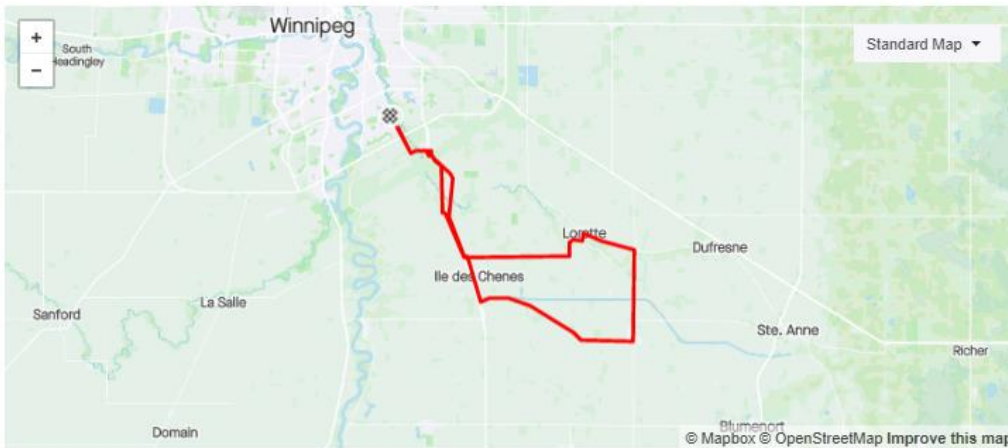 Winnipeg
+
South
Headingley
−
Standard Map
Lorette
Dufresne
Ile des Chenes
La Salle
Sanford
Ste. Anne
Richer
Blumenort
Domain
© Mapbox © OpenStreetMap Improve this map